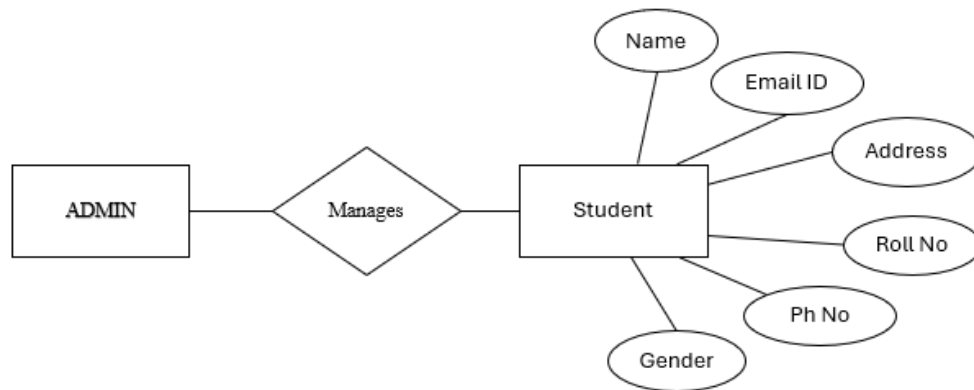 Name
Email ID
Address
ADMIN
Manages
Student
Roll No
Ph No
Gender